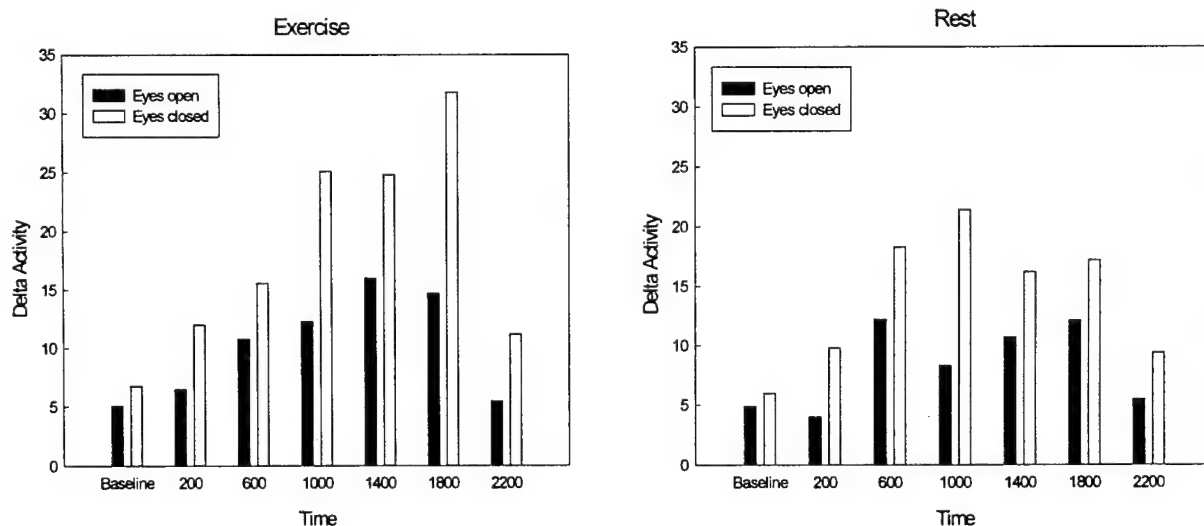 Exercise
35
30
25
20
15
10
5
0
Delta Activity
Eyes open
Eyes closed
Baseline 200 600 1000 1400 1800 2200
Time
Rest
35
30
25
20
15
10
5
0
Delta Activity
Eyes open
Eyes closed
Baseline 200 600 1000 1400 1800 2200
Time